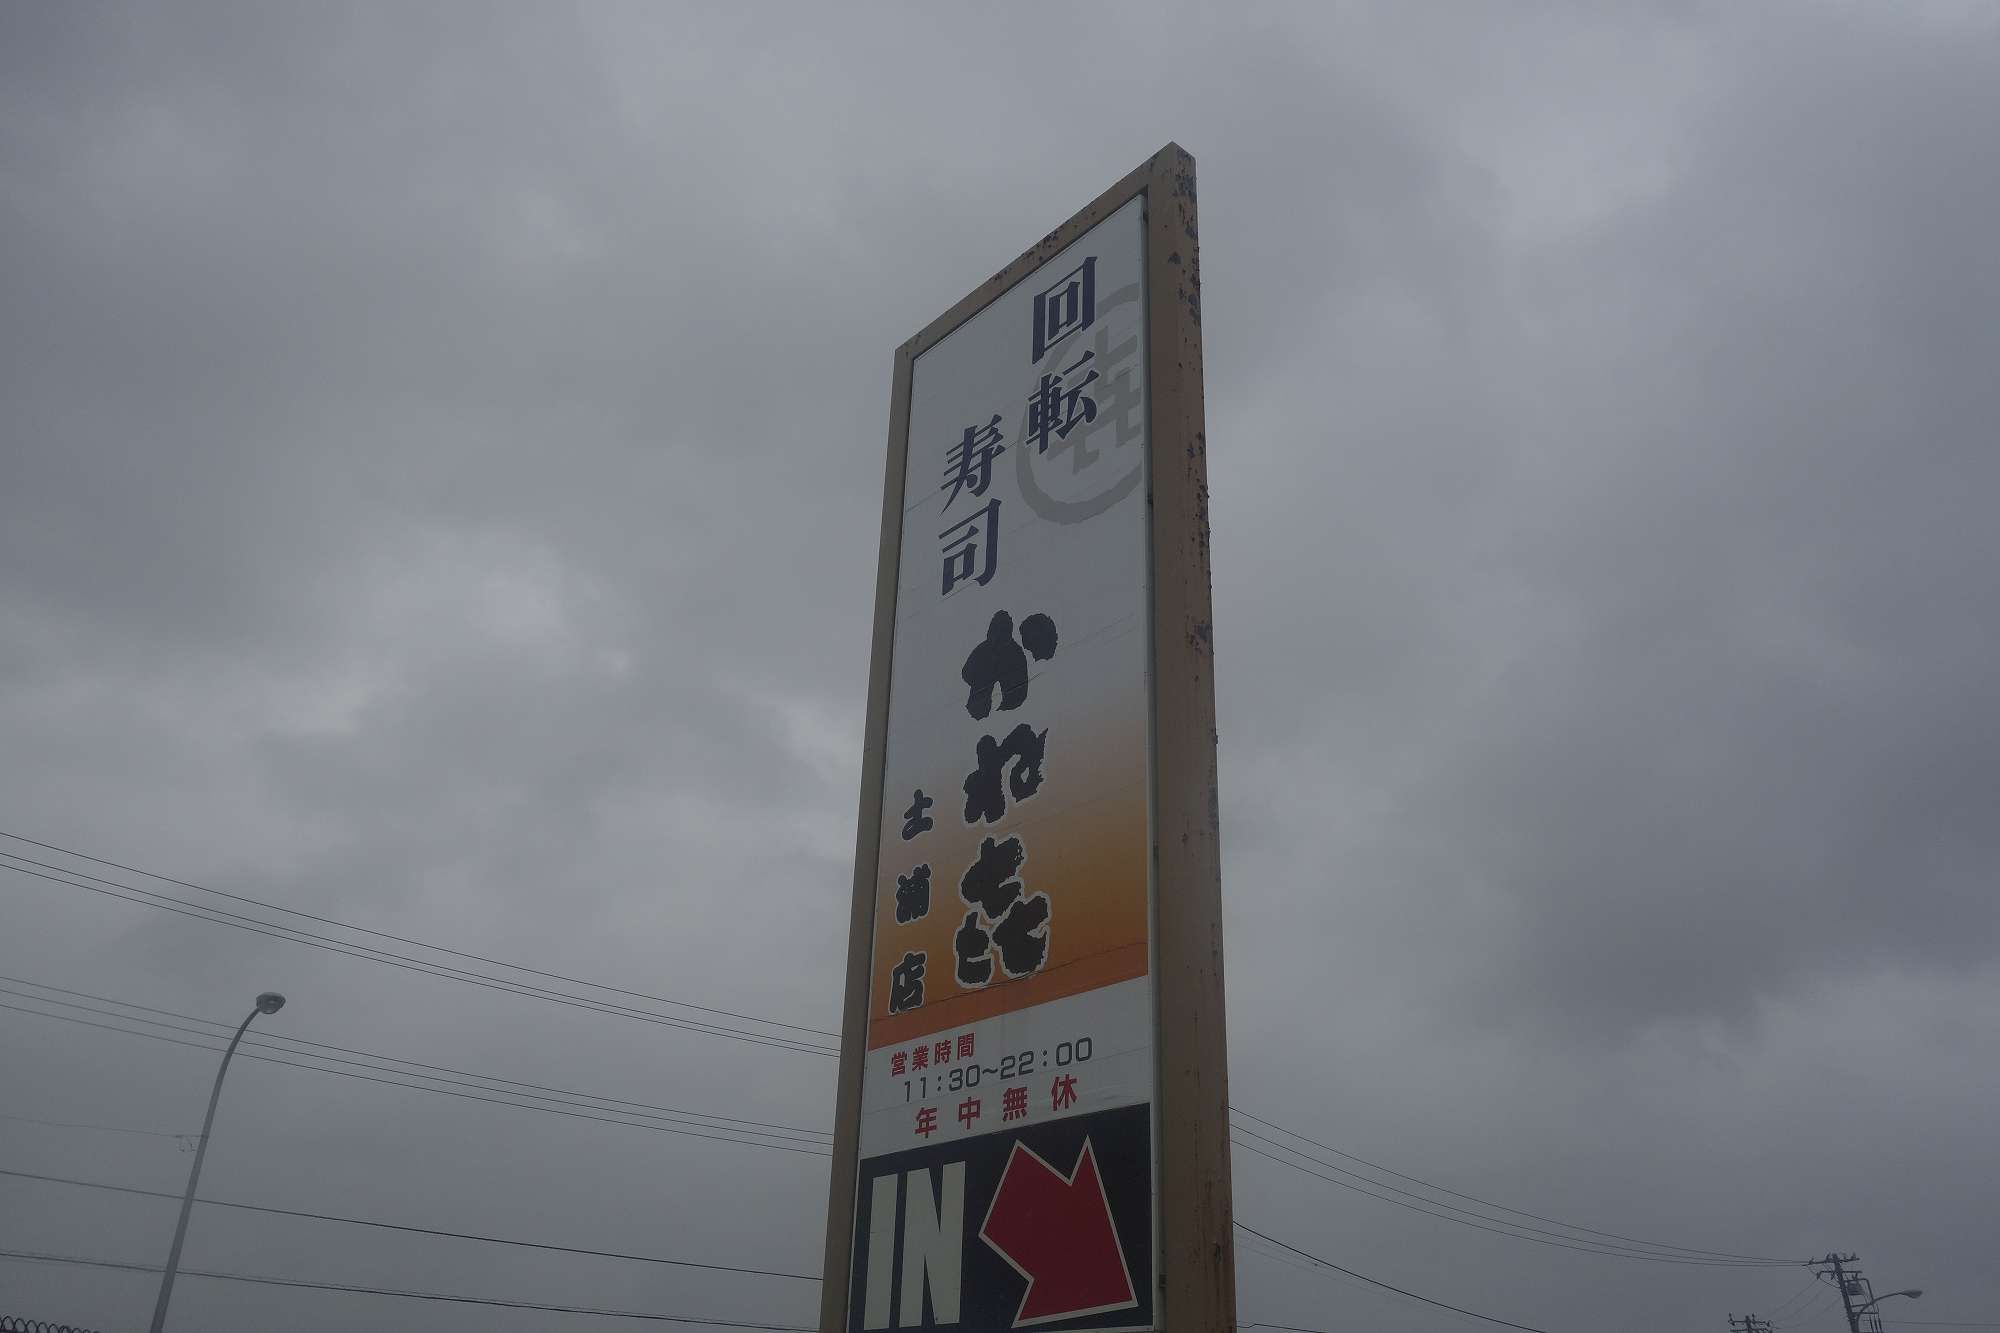 回転
寿司
かねき
土浦店
営業時間
11:30~22:00
年中無休
IN